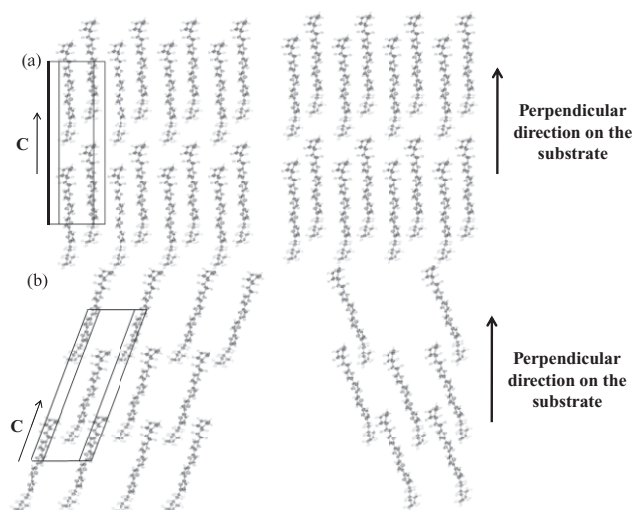 (a)
C
Perpendicular
direction on the
substrate
(b)
C
Perpendicular
direction on the
substrate